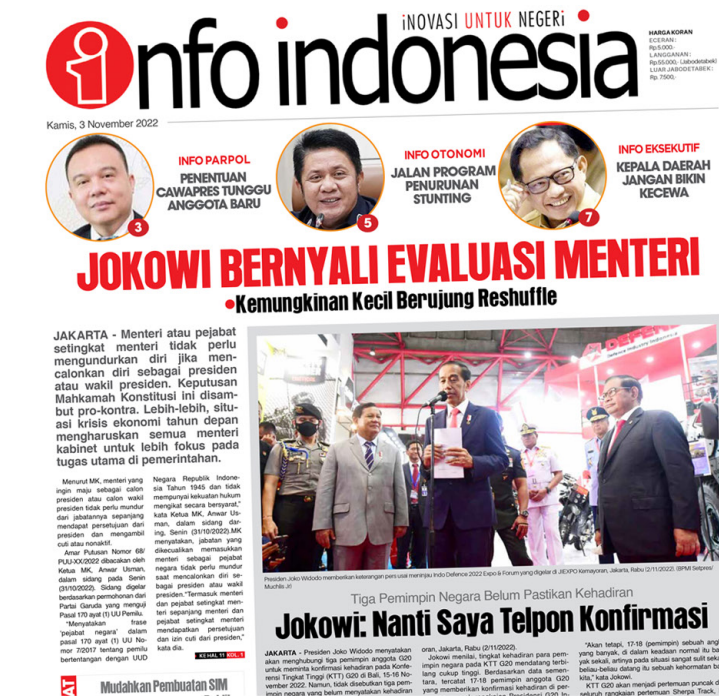 iNOVASI UNTUK NEGERi
info indonesia
HARGA KORAN
ECERAN :
Rp.5.000,-
LANGGANAN :
Rp.55.000,- (Jabodetabek)
LUAR JABODETABEK :
Rp. 7.500,-
Kamis, 3 November 2022
INFO PARPOL
PENENTUAN
CAWAPRES TUNGGU
ANGGOTA BARU
3
INFO OTONOMI
JALAN PROGRAM
PENURUNAN
STUNTING
5
INFO EKSEKUTIF
KEPALA DAERAH
JANGAN BIKIN
KECEWA
7
JOKOWI BERNYALI EVALUASI MENTERI
•Kemungkinan Kecil Berujung Reshuffle
JAKARTA - Menteri atau pejabat
setingkat menteri tidak perlu
mengundurkan diri jika men-
calonkan diri sebagai presiden
atau wakil presiden. Keputusan
Mahkamah Konstitusi ini disam-
but pro-kontra. Lebih-lebih, situ-
asi krisis ekonomi tahun depan
mengharuskan semua menteri
kabinet untuk lebih fokus pada
tugas utama di pemerintahan.
Menurut MK, menteri yang
ingin maju sebagai calon
presiden atau calon wakil
presiden tidak perlu mundur
dari jabatannya sepanjang
mendapat persetujuan dari
presiden dan mengambil
cuti atau nonaktif.
Amar Putusan Nomor 68/
PUU-XX/2022 dibacakan oleh
Ketua MK, Anwar Usman,
dalam sidang pada Senin
(31/10/2022). Sidang digelar
berdasarkan permohonan dari
Partai Garuda yang menguji
Pasal 170 ayat (1) UU Pemilu.
"Menyatakan frase
'pejabat negara' dalam
pasal 170 ayat (1) UU No-
mor 7/2017 tentang pemilu
bertentangan dengan UUD
Negara Republik Indone-
sia Tahun 1945 dan tidak
mempunyai kekuatan hukum
mengikat secara bersyarat,"
kata Ketua MK, Anwar Us-
man, dalam sidang dar-
ing, Senin (31/10/2022).MK
menyatakan, jabatan yang
dikecualikan memasukkan
menteri sebagai pejabat
negara tidak perlu mundur
saat mencalonkan diri se-
bagai presiden atau wakil
presiden."Termasuk menteri
dan pejabat setingkat men-
teri sepanjang menteri dan
pejabat setingkat menteri
mendapatkan persetujuan
dan izin cuti dari presiden,"
kata dia.
KE HAL 11 KOL: 1
Defence Industry Indonesia
Presiden Joko Widodo memberikan keterangan pers usai meninjau Indo Defence 2022 Expo & Forum yang digelar di JIEXPO Kemayoran, Jakarta, Rabu (2/11/2022). (BPMI Setpres/
Muchlis Jr)
Tiga Pemimpin Negara Belum Pastikan Kehadiran
Jokowi: Nanti Saya Telpon Konfirmasi
JAKARTA - Presiden Joko Widodo menyatakan
akan menghubungi tiga pemimpin anggota G20
untuk meminta konfirmasi kehadiran pada Konfe-
rensi Tingkat Tinggi (KTT) G20 di Bali, 15-16 No-
vember 2022. Namun, tidak disebutkan tiga pem-
impin negara yang belum menyatakan kehadiran
oran, Jakarta, Rabu (2/11/2022).
Jokowi menilai, tingkat kehadiran para pem-
impin negara pada KTT G20 mendatang terbi-
lang cukup tinggi. Berdasarkan data semen-
tara, tercatat 17-18 pemimpin anggota G20
yang memberikan konfirmasi kehadiran di per-
"Akan tetapi, 17-18 (pemimpin) sebuah ang
yang banyak, di dalam keadaan normal itu ba
yak sekali, artinya pada situasi sangat sulit seka
beliau-beliau datang itu sebuah kehormatan ba
kita," kata Jokowi.
KTT G20 akan menjadi pertemuan puncak d
Mudahkan Pembuatan SIM